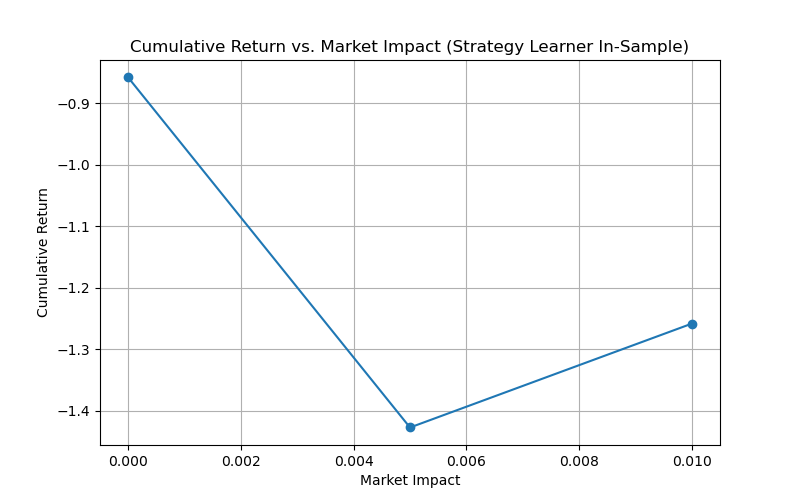 Cumulative Return vs. Market Impact (Strategy Learner In-Sample)
Cumulative Return
−0.9
−1.0
−1.1
−1.2
−1.3
−1.4
0.000 0.002 0.004 0.006 0.008 0.010
Market Impact